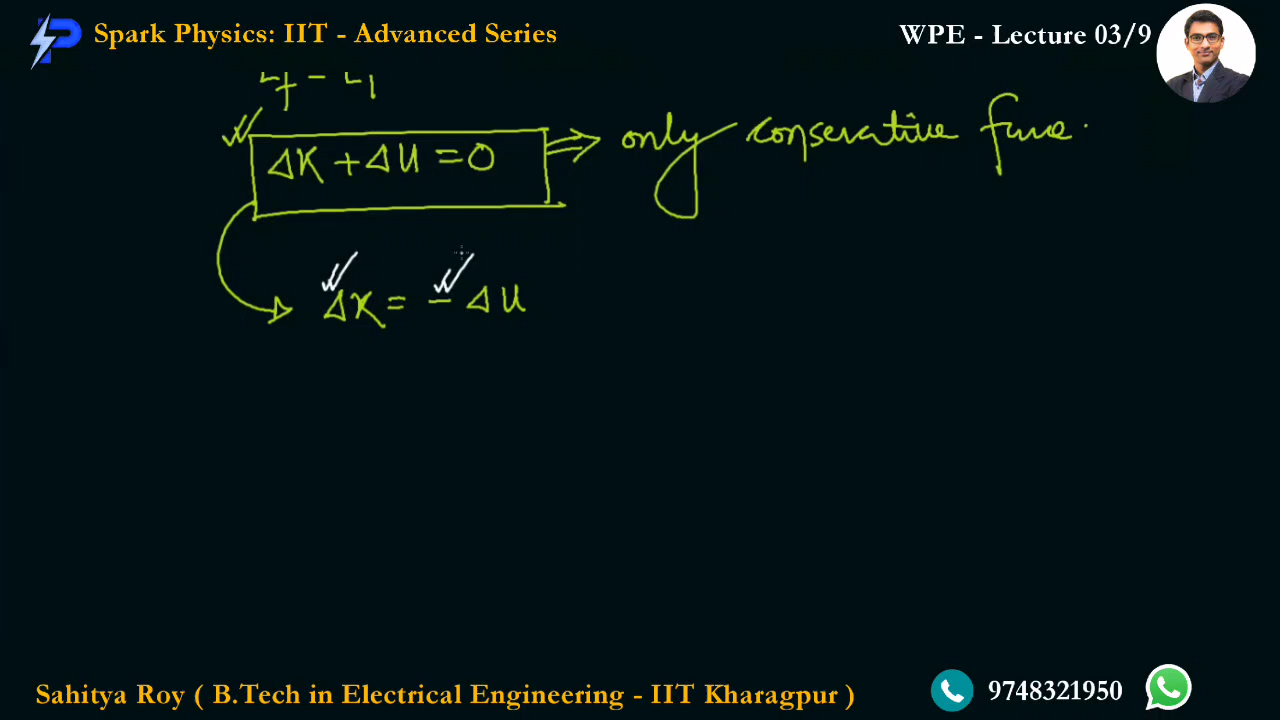 Spark Physics: IIT - Advanced Series
WPE - Lecture 03/9
ΔK + ΔU = 0 ⇒ only conservative
ΔK = - ΔU
Sahitya Roy ( B.Tech in Electrical Engineering - IIT Kharagpur )
9748321950